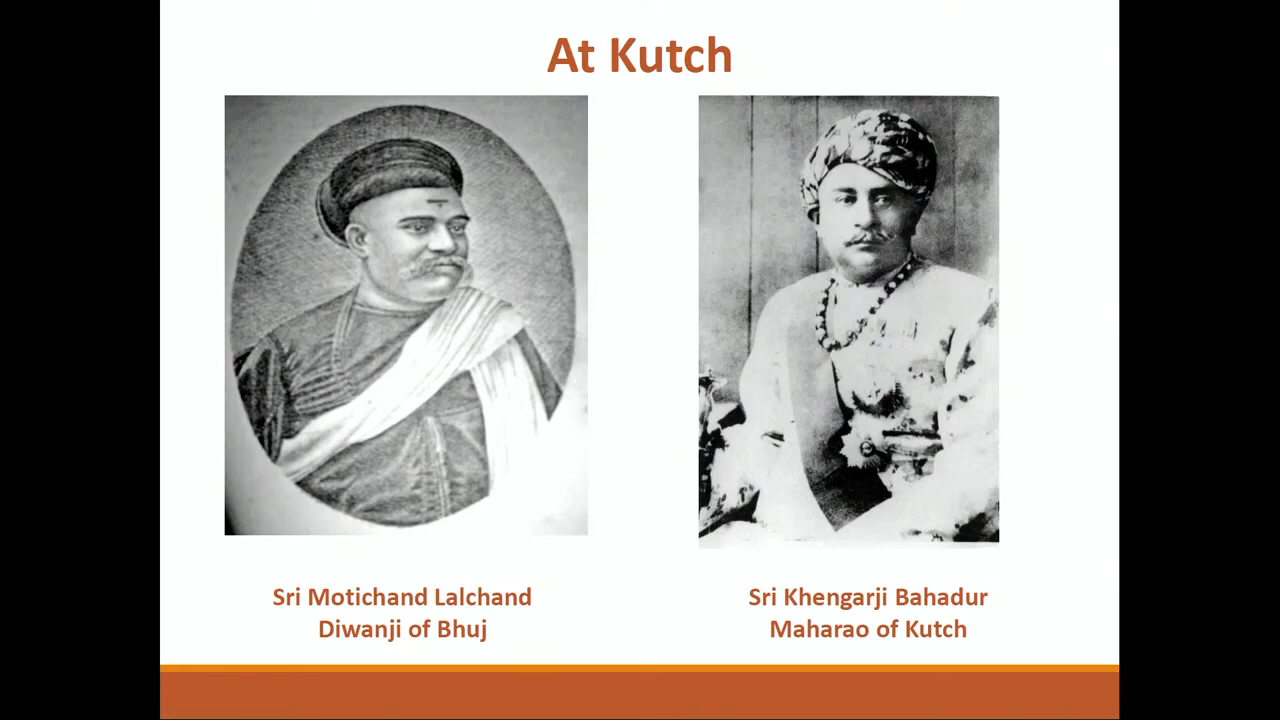 At Kutch
Sri Motichand Lalchand
Diwanji of Bhuj
Sri Khengarji Bahadur
Maharao of Kutch